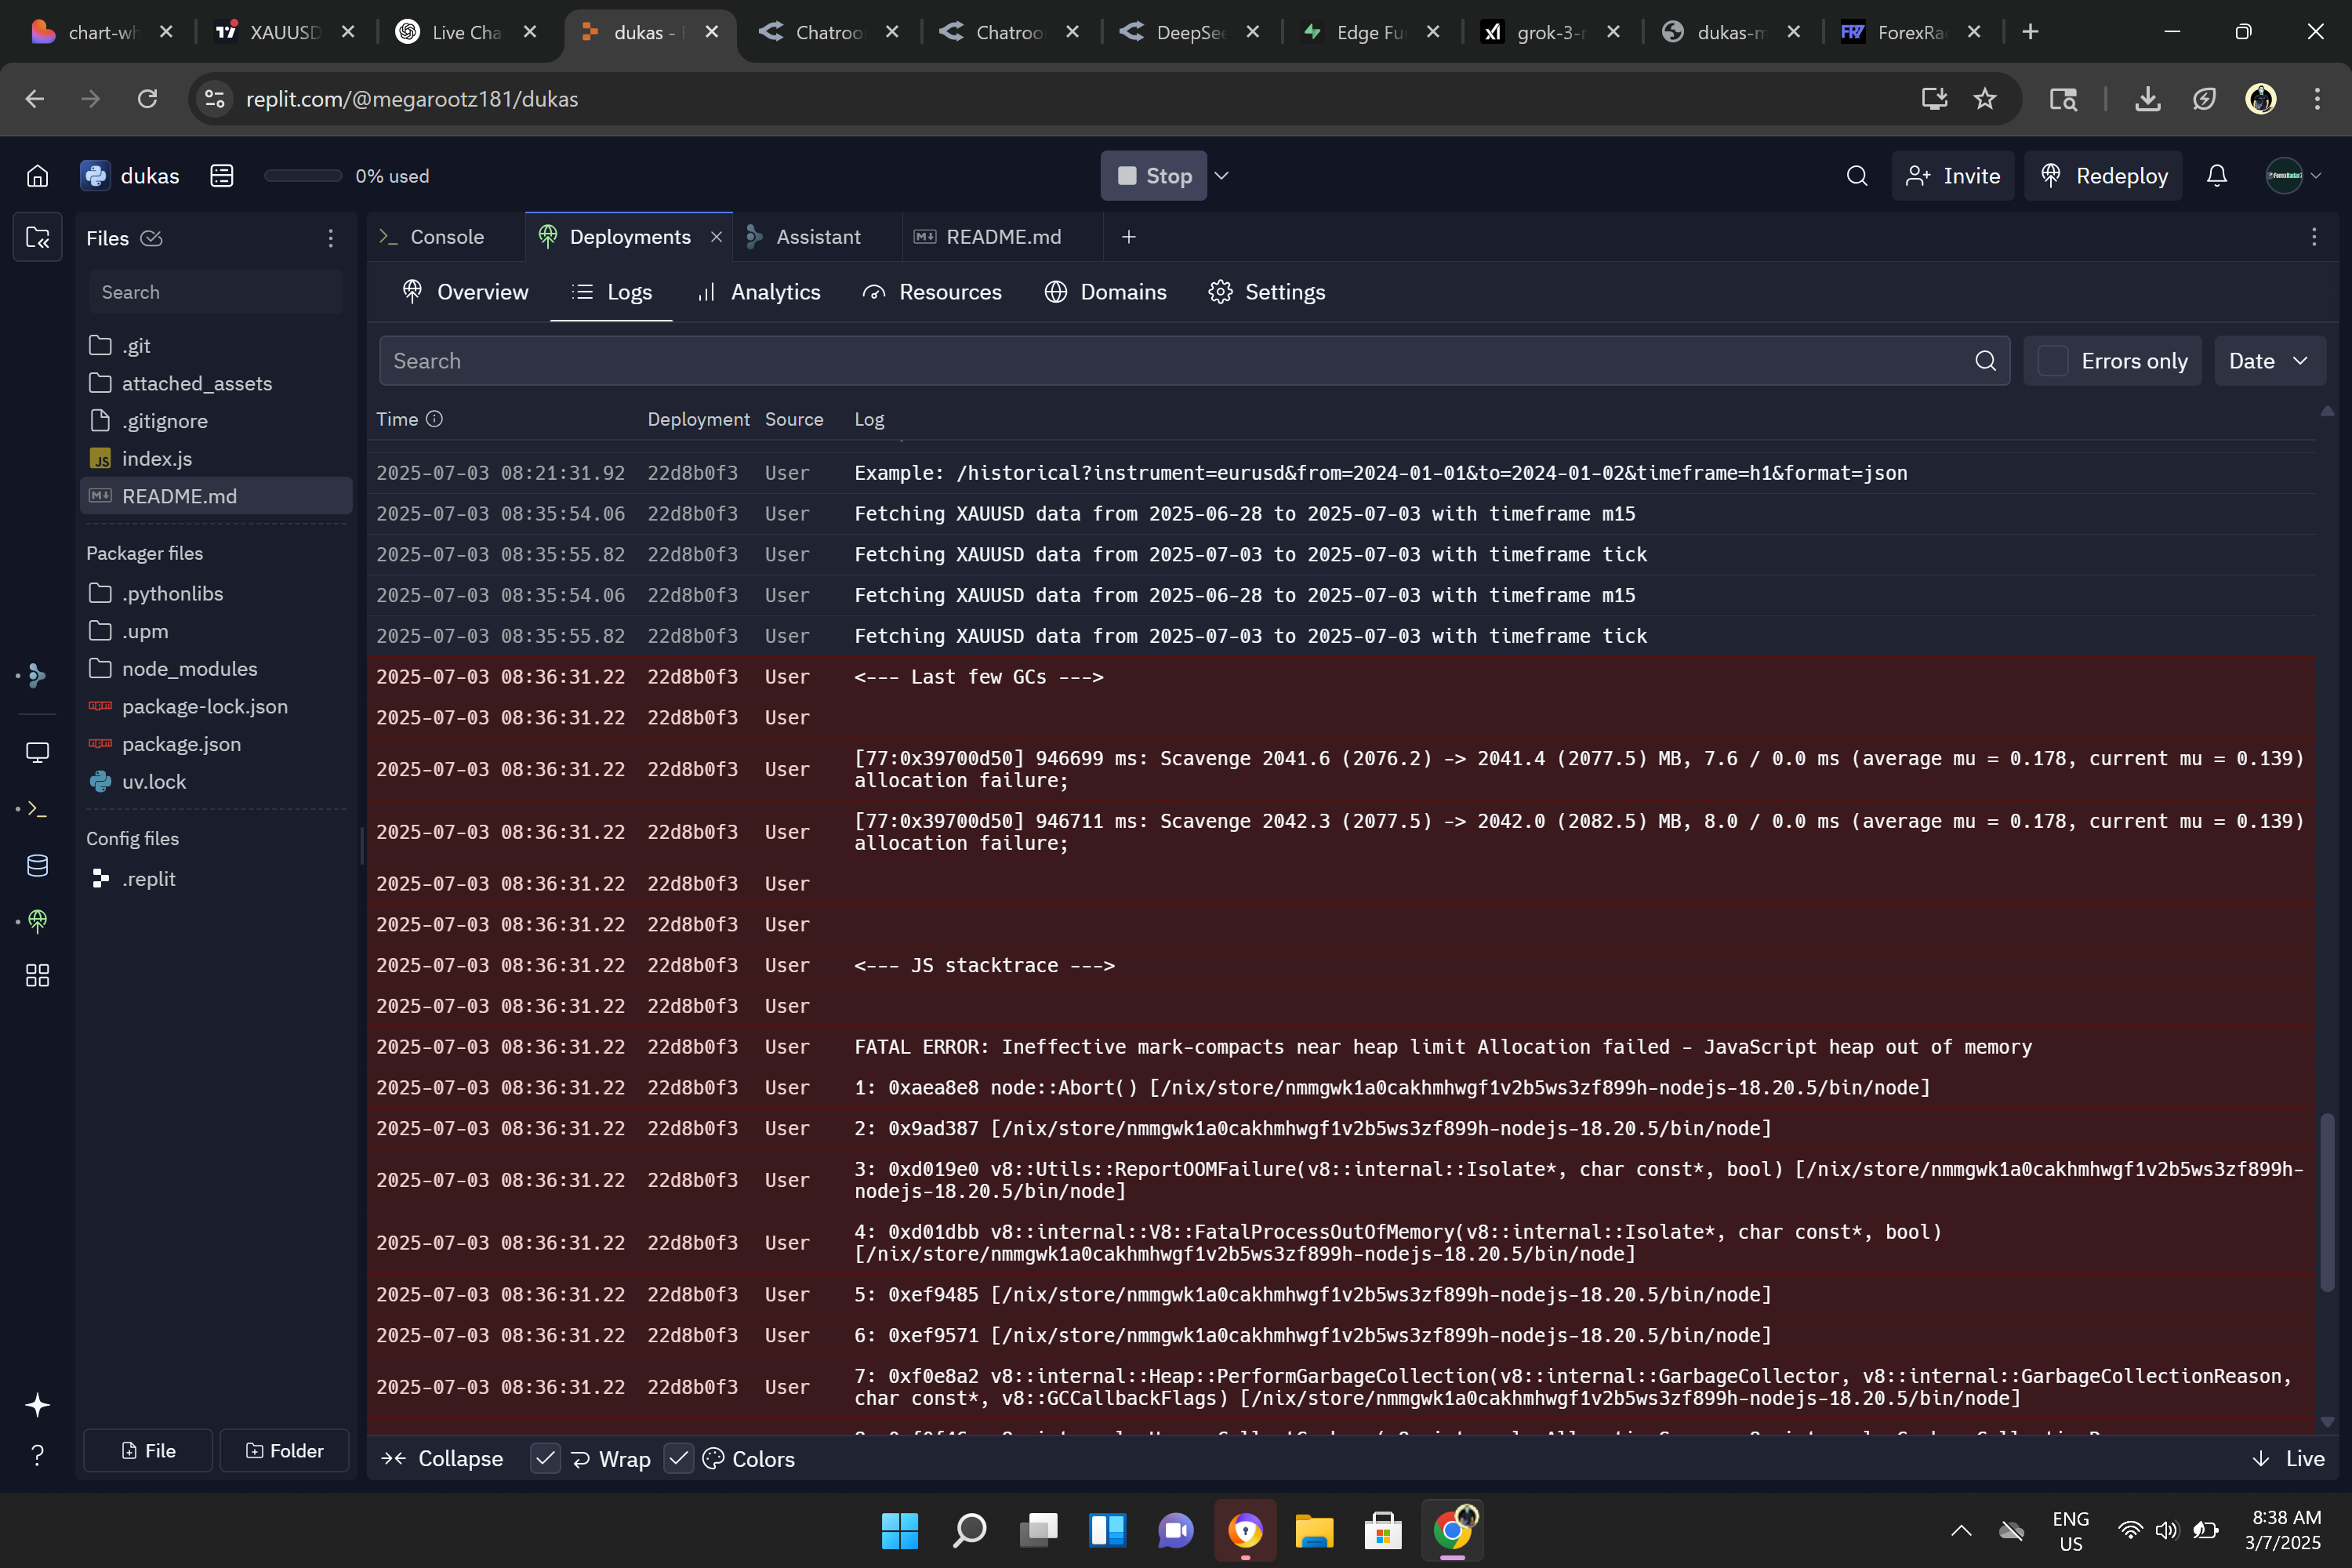 chart-wh
XAUUSD
Live Cha
dukas -
Chatroo
Chatroo
DeepSee
Edge Fu
grok-3-
dukas-m
ForexRa
replit.com/@megarootz181/dukas
dukas
0% used
Stop
Invite
Redeploy
Files
Search
.git
attached_assets
.gitignore
index.js
README.md
Packager files
.pythonlibs
.upm
node_modules
package-lock.json
package.json
uv.lock
Config files
.replit
File
Folder
Console
Deployments
Assistant
README.md
Overview
Logs
Analytics
Resources
Domains
Settings
Search
Errors only
Date
Time Deployment Source Log
2025-07-03 08:21:31.92 22d8b0f3 User Example: /historical?instrument=eurusd&from=2024-01-01&to=2024-01-02&timeframe=h1&format=json
2025-07-03 08:35:54.06 22d8b0f3 User Fetching XAUUSD data from 2025-06-28 to 2025-07-03 with timeframe m15
2025-07-03 08:35:55.82 22d8b0f3 User Fetching XAUUSD data from 2025-07-03 to 2025-07-03 with timeframe tick
2025-07-03 08:35:54.06 22d8b0f3 User Fetching XAUUSD data from 2025-06-28 to 2025-07-03 with timeframe m15
2025-07-03 08:35:55.82 22d8b0f3 User Fetching XAUUSD data from 2025-07-03 to 2025-07-03 with timeframe tick
2025-07-03 08:36:31.22 22d8b0f3 User <--- Last few GCs --->
2025-07-03 08:36:31.22 22d8b0f3 User
2025-07-03 08:36:31.22 22d8b0f3 User [77:0x39700d50] 946699 ms: Scavenge 2041.6 (2076.2) -> 2041.4 (2077.5) MB, 7.6 / 0.0 ms (average mu = 0.178, current mu = 0.139)
allocation failure;
2025-07-03 08:36:31.22 22d8b0f3 User [77:0x39700d50] 946711 ms: Scavenge 2042.3 (2077.5) -> 2042.0 (2082.5) MB, 8.0 / 0.0 ms (average mu = 0.178, current mu = 0.139)
allocation failure;
2025-07-03 08:36:31.22 22d8b0f3 User
2025-07-03 08:36:31.22 22d8b0f3 User
2025-07-03 08:36:31.22 22d8b0f3 User <--- JS stacktrace --->
2025-07-03 08:36:31.22 22d8b0f3 User
2025-07-03 08:36:31.22 22d8b0f3 User FATAL ERROR: Ineffective mark-compacts near heap limit Allocation failed - JavaScript heap out of memory
2025-07-03 08:36:31.22 22d8b0f3 User 1: 0xaea8e8 node::Abort() [/nix/store/nmmgwk1a0cakhmhwgf1v2b5ws3zf899h-nodejs-18.20.5/bin/node]
2025-07-03 08:36:31.22 22d8b0f3 User 2: 0x9ad387 [/nix/store/nmmgwk1a0cakhmhwgf1v2b5ws3zf899h-nodejs-18.20.5/bin/node]
2025-07-03 08:36:31.22 22d8b0f3 User 3: 0xd019e0 v8::Utils::ReportOOMFailure(v8::internal::Isolate*, char const*, bool) [/nix/store/nmmgwk1a0cakhmhwgf1v2b5ws3zf899h-
nodejs-18.20.5/bin/node]
2025-07-03 08:36:31.22 22d8b0f3 User 4: 0xd01dbb v8::internal::V8::FatalProcessOutOfMemory(v8::internal::Isolate*, char const*, bool)
[/nix/store/nmmgwk1a0cakhmhwgf1v2b5ws3zf899h-nodejs-18.20.5/bin/node]
2025-07-03 08:36:31.22 22d8b0f3 User 5: 0xef9485 [/nix/store/nmmgwk1a0cakhmhwgf1v2b5ws3zf899h-nodejs-18.20.5/bin/node]
2025-07-03 08:36:31.22 22d8b0f3 User 6: 0xef9571 [/nix/store/nmmgwk1a0cakhmhwgf1v2b5ws3zf899h-nodejs-18.20.5/bin/node]
2025-07-03 08:36:31.22 22d8b0f3 User 7: 0xf0e8a2 v8::internal::Heap::PerformGarbageCollection(v8::internal::GarbageCollector, v8::internal::GarbageCollectionReason,
char const*, v8::GCCallbackFlags) [/nix/store/nmmgwk1a0cakhmhwgf1v2b5ws3zf899h-nodejs-18.20.5/bin/node]
Collapse
Wrap
Colors
Live
ENG
US
8:38 AM
3/7/2025